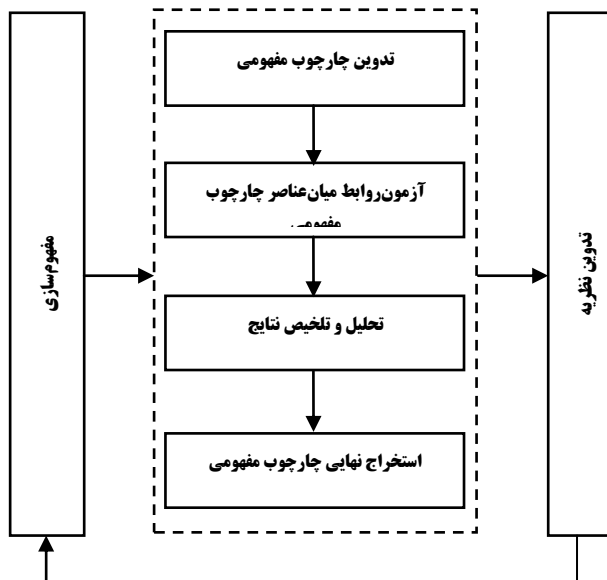 تدوین چارچوب مفهومی
آزمون‌روابط میان‌عناصر چارچوب
مفهومی
تحلیل و تلخیص نتایج
استخراج نهایی چارچوب مفهومی
مفهوم‌سازی
تدوین نظریه